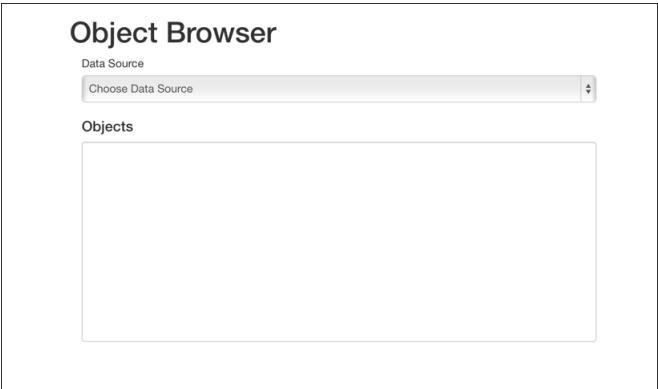 Object Browser
Data Source
Choose Data Source
Objects